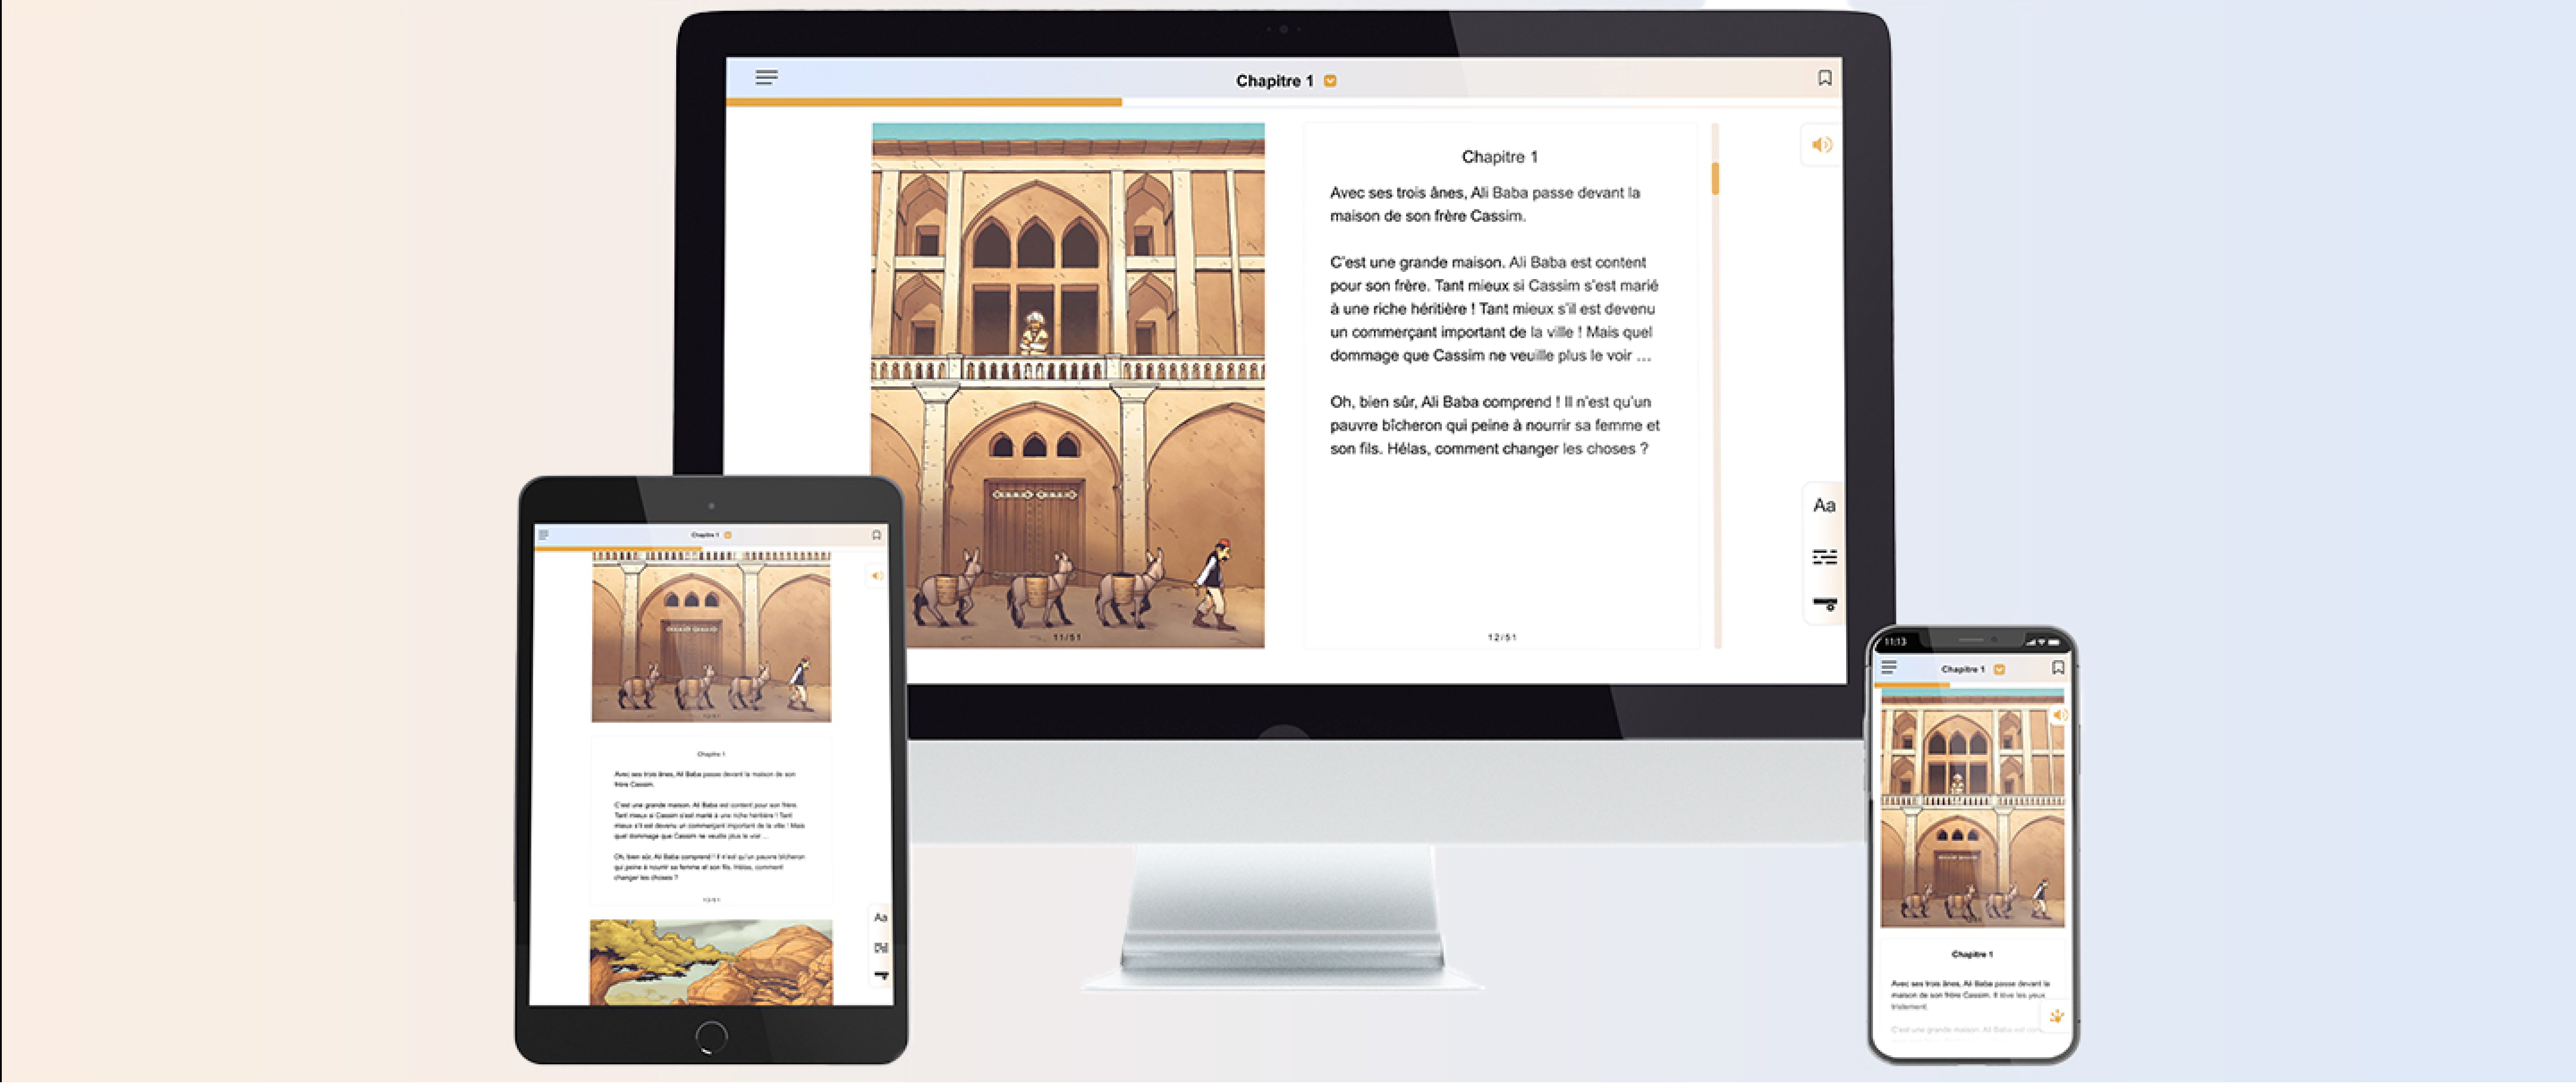 Chapitre 1
Chapitre 1
Avec ses trois ânes, Ali Baba passe devant la
maison de son frère Cassim.
C'est une grande maison. Ali Baba est content
pour son frère. Tant mieux si Cassim s'est marié
à une riche héritière ! Tant mieux s'il est devenu
un commerçant important de la ville ! Mais quel
dommage que Cassim ne veuille plus le voir ...
Oh, bien sûr, Ali Baba comprend ! Il n'est qu'un
pauvre bîcheron qui peine à nourrir sa femme et
son fils. Hélas, comment changer les choses ?
11/51
12/51
Aa
Chapitre 1
Chapitre 1
Avec ses trois ânes, Ali Baba passe devant la maison de son
frère Cassim.
C'est une grande maison. Ali Baba est content pour son frère.
Tant mieux si Cassim s'est marié à une riche héritière ! Tant
mieux s'il est devenu un commerçant important de la ville ! Mais
quel dommage que Cassim ne veuille plus le voir ...
Oh, bien sûr, Ali Baba comprend ! Il n'est qu'un pauvre bîcheron
qui peine à nourrir sa femme et son fils. Hélas, comment
changer les choses ?
Aa
11:13
Chapitre 1
Chapitre 1
Avec ses trois ânes, Ali Baba passe devant la
maison de son frère Cassim. Il lève les yeux
tristement.
C'est une grande maison. Ali Baba est